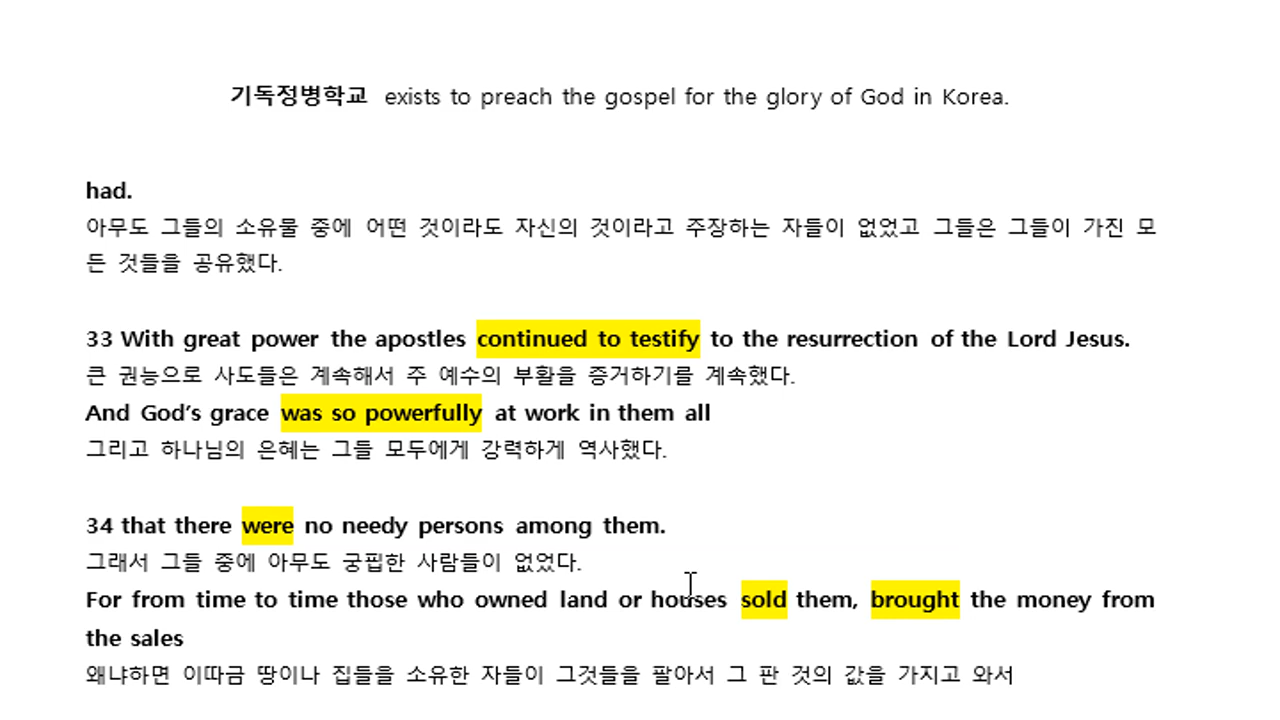 기독정병학교 exists to preach the gospel for the glory of God in Korea.
had.
아무도 그들의 소유물 중에 어떤 것이라도 자신의 것이라고 주장하는 자들이 없었고 그들은 그들이 가진 모
든 것들을 공유했다.
33 With great power the apostles continued to testify to the resurrection of the Lord Jesus.
큰 권능으로 사도들은 계속해서 주 예수의 부활을 증거하기를 계속했다.
And God’s grace was so powerfully at work in them all
그리고 하나님의 은혜는 그들 모두에게 강력하게 역사했다.
34 that there were no needy persons among them.
그래서 그들 중에 아무도 궁핍한 사람들이 없었다.
For from time to time those who owned land or houses sold them, brought the money from
the sales
왜냐하면 이따금 땅이나 집들을 소유한 자들이 그것들을 팔아서 그 판 것의 값을 가지고 와서